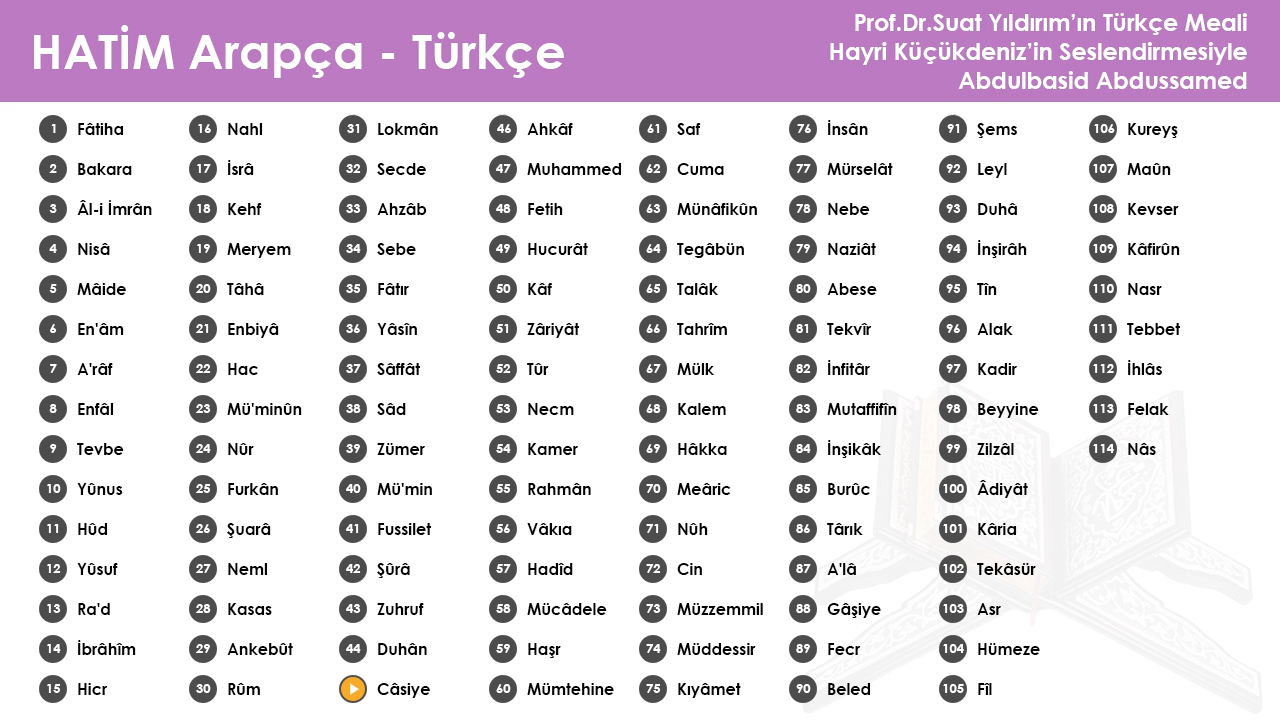 HATİM Arapça - Türkçe
Prof.Dr.Suat Yıldırım’ın Türkçe Meali
Hayri Küçükdeniz’in Seslendirmesiyle
Abdulbasid Abdussamed
1 Fâtiha
2 Bakara
3 Âl-i İmrân
4 Nisâ
5 Mâide
6 En'âm
7 A'râf
8 Enfâl
9 Tevbe
10 Yûnus
11 Hûd
12 Yûsuf
13 Ra'd
14 İbrâhîm
15 Hicr
16 Nahl
17 İsrâ
18 Kehf
19 Meryem
20 Tâhâ
21 Enbiyâ
22 Hac
23 Mü'minûn
24 Nûr
25 Furkân
26 Şuarâ
27 Neml
28 Kasas
29 Ankebût
30 Rûm
31 Lokmân
32 Secde
33 Ahzâb
34 Sebe
35 Fâtır
36 Yâsîn
37 Sâffât
38 Sâd
39 Zümer
40 Mü'min
41 Fussilet
42 Şûrâ
43 Zuhruf
44 Duhân
Câsiye
46 Ahkâf
47 Muhammed
48 Fetih
49 Hucurât
50 Kâf
51 Zâriyât
52 Tûr
53 Necm
54 Kamer
55 Rahmân
56 Vâkıa
57 Hadîd
58 Mücâdele
59 Haşr
60 Mümtehine
61 Saf
62 Cuma
63 Münâfikûn
64 Tegâbün
65 Talâk
66 Tahrîm
67 Mülk
68 Kalem
69 Hâkka
70 Meâric
71 Nûh
72 Cin
73 Müzzemmil
74 Müddessir
75 Kıyâmet
76 İnsân
77 Mürselât
78 Nebe
79 Naziât
80 Abese
81 Tekvîr
82 İnfitâr
83 Mutaffifîn
84 İnşikâk
85 Burûc
86 Târık
87 A'lâ
88 Gâşiye
89 Fecr
90 Beled
91 Şems
92 Leyl
93 Duhâ
94 İnşirâh
95 Tîn
96 Alak
97 Kadir
98 Beyyine
99 Zilzâl
100 Âdiyât
101 Kâria
102 Tekâsür
103 Asr
104 Hümeze
105 Fîl
106 Kureyş
107 Maûn
108 Kevser
109 Kâfirûn
110 Nasr
111 Tebbet
112 İhlâs
113 Felak
114 Nâs